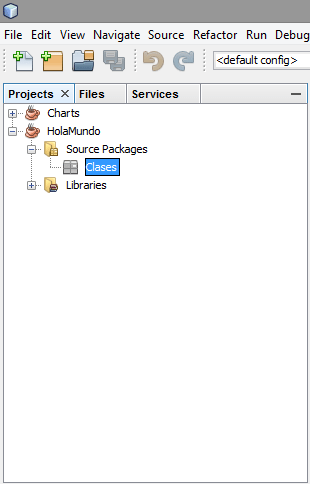 File Edit View Navigate Source Refactor Run Debug
<default config>
Projects Files Services
Charts
HolaMundo
Source Packages
Clases
Libraries